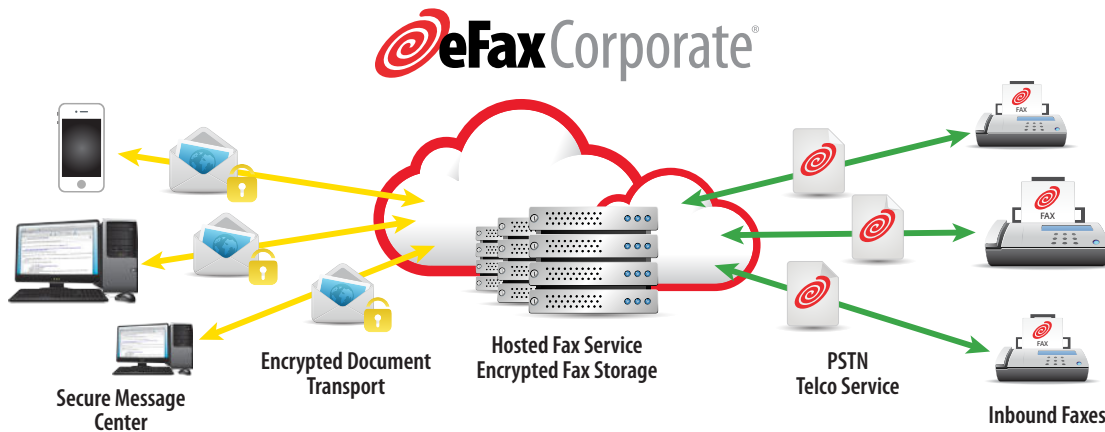 eFax Corporate®
FAX
FAX
FAX
Hosted Fax Service
Encrypted Fax Storage
Encrypted Document
Transport
PSTN
Telco Service
Secure Message
Center
Inbound Faxes